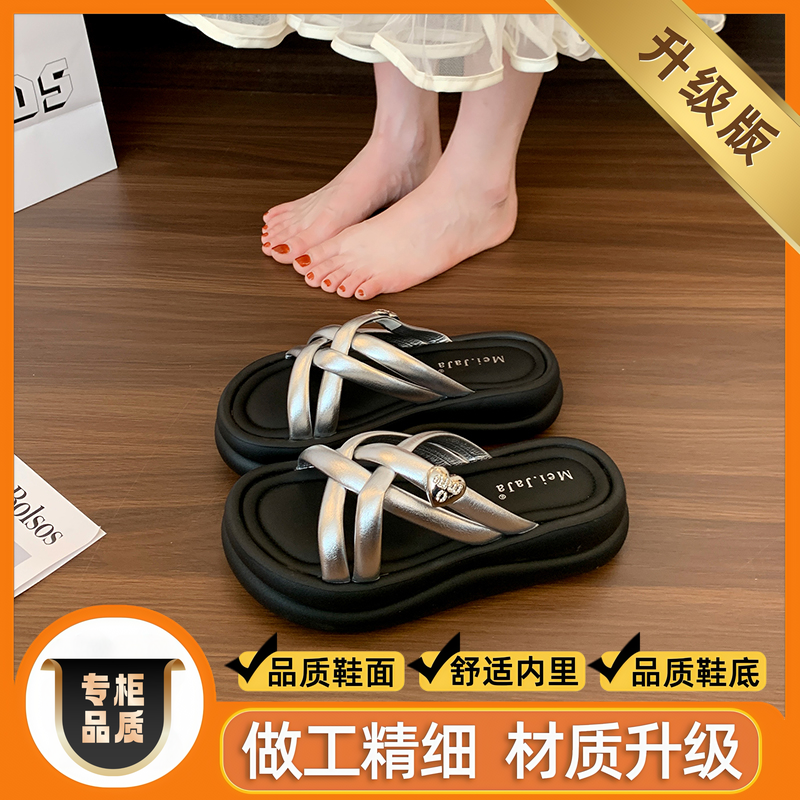 升级版
OS
Mei.JaJa®
Mei.JaJa®
Bolsos
专柜
品质
品质鞋面
舒适内里
品质鞋底
做工精细 材质升级